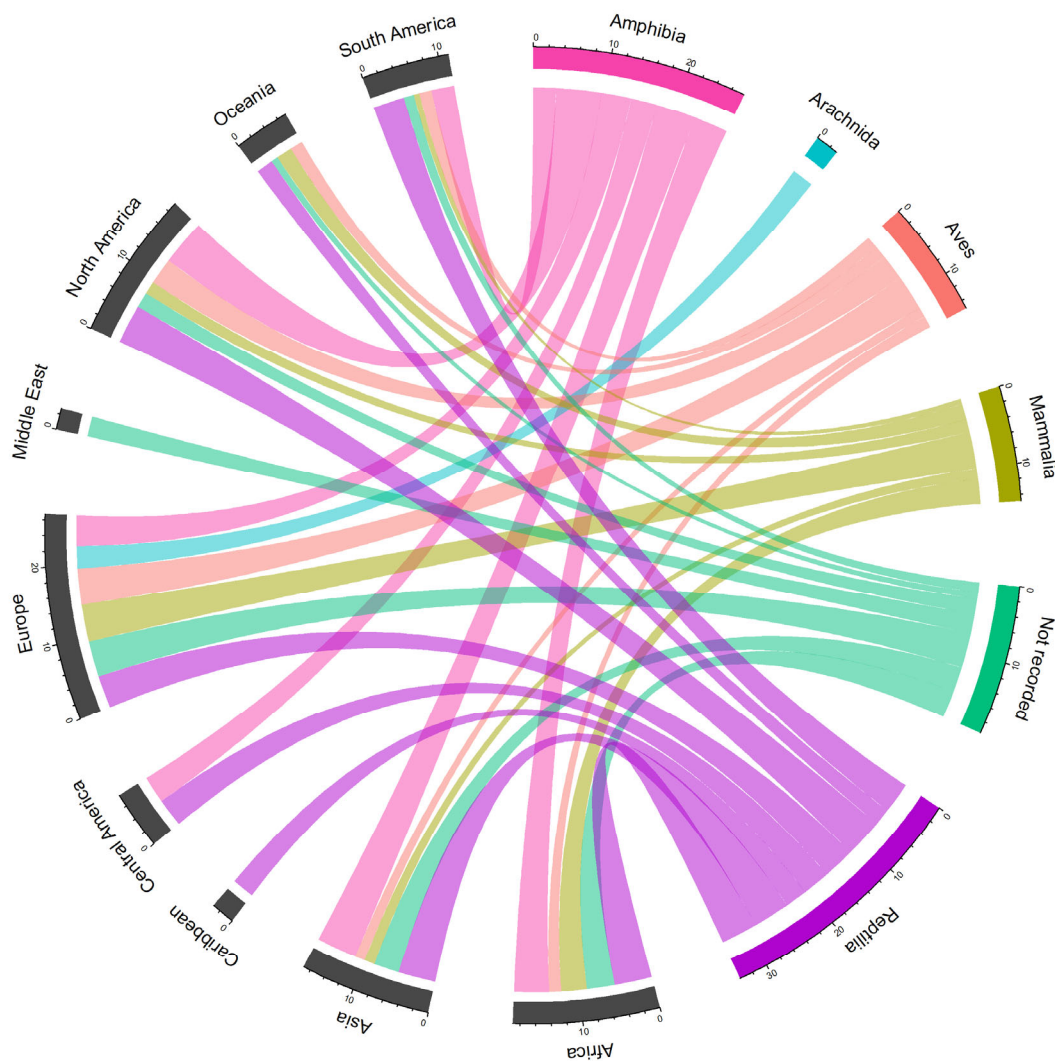 Amphibia
0
10
20
Arachnida
0
Aves
0
10
Mammalia
0
10
Not recorded
0
10
Reptilia
0
10
20
30
Africa
0
10
Asia
0
10
Caribbean
0
Central America
0
Europe
0
10
20
Middle East
0
North America
0
10
Oceania
0
South America
0
10